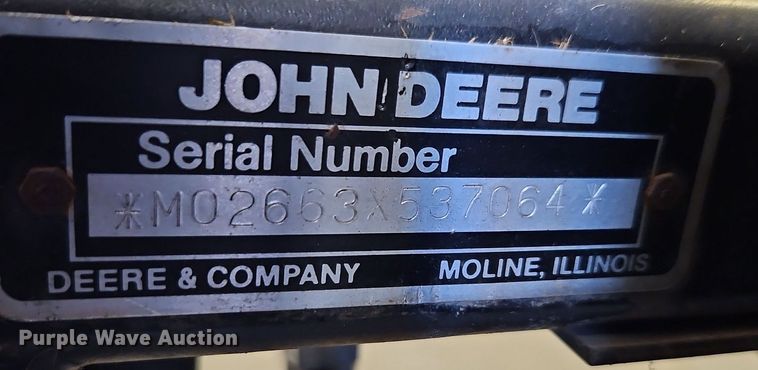 JOHN DEERE
Serial Number
*M02663X537064*
DEERE & COMPANY MOLINE, ILLINOIS
Purple Wave Auction